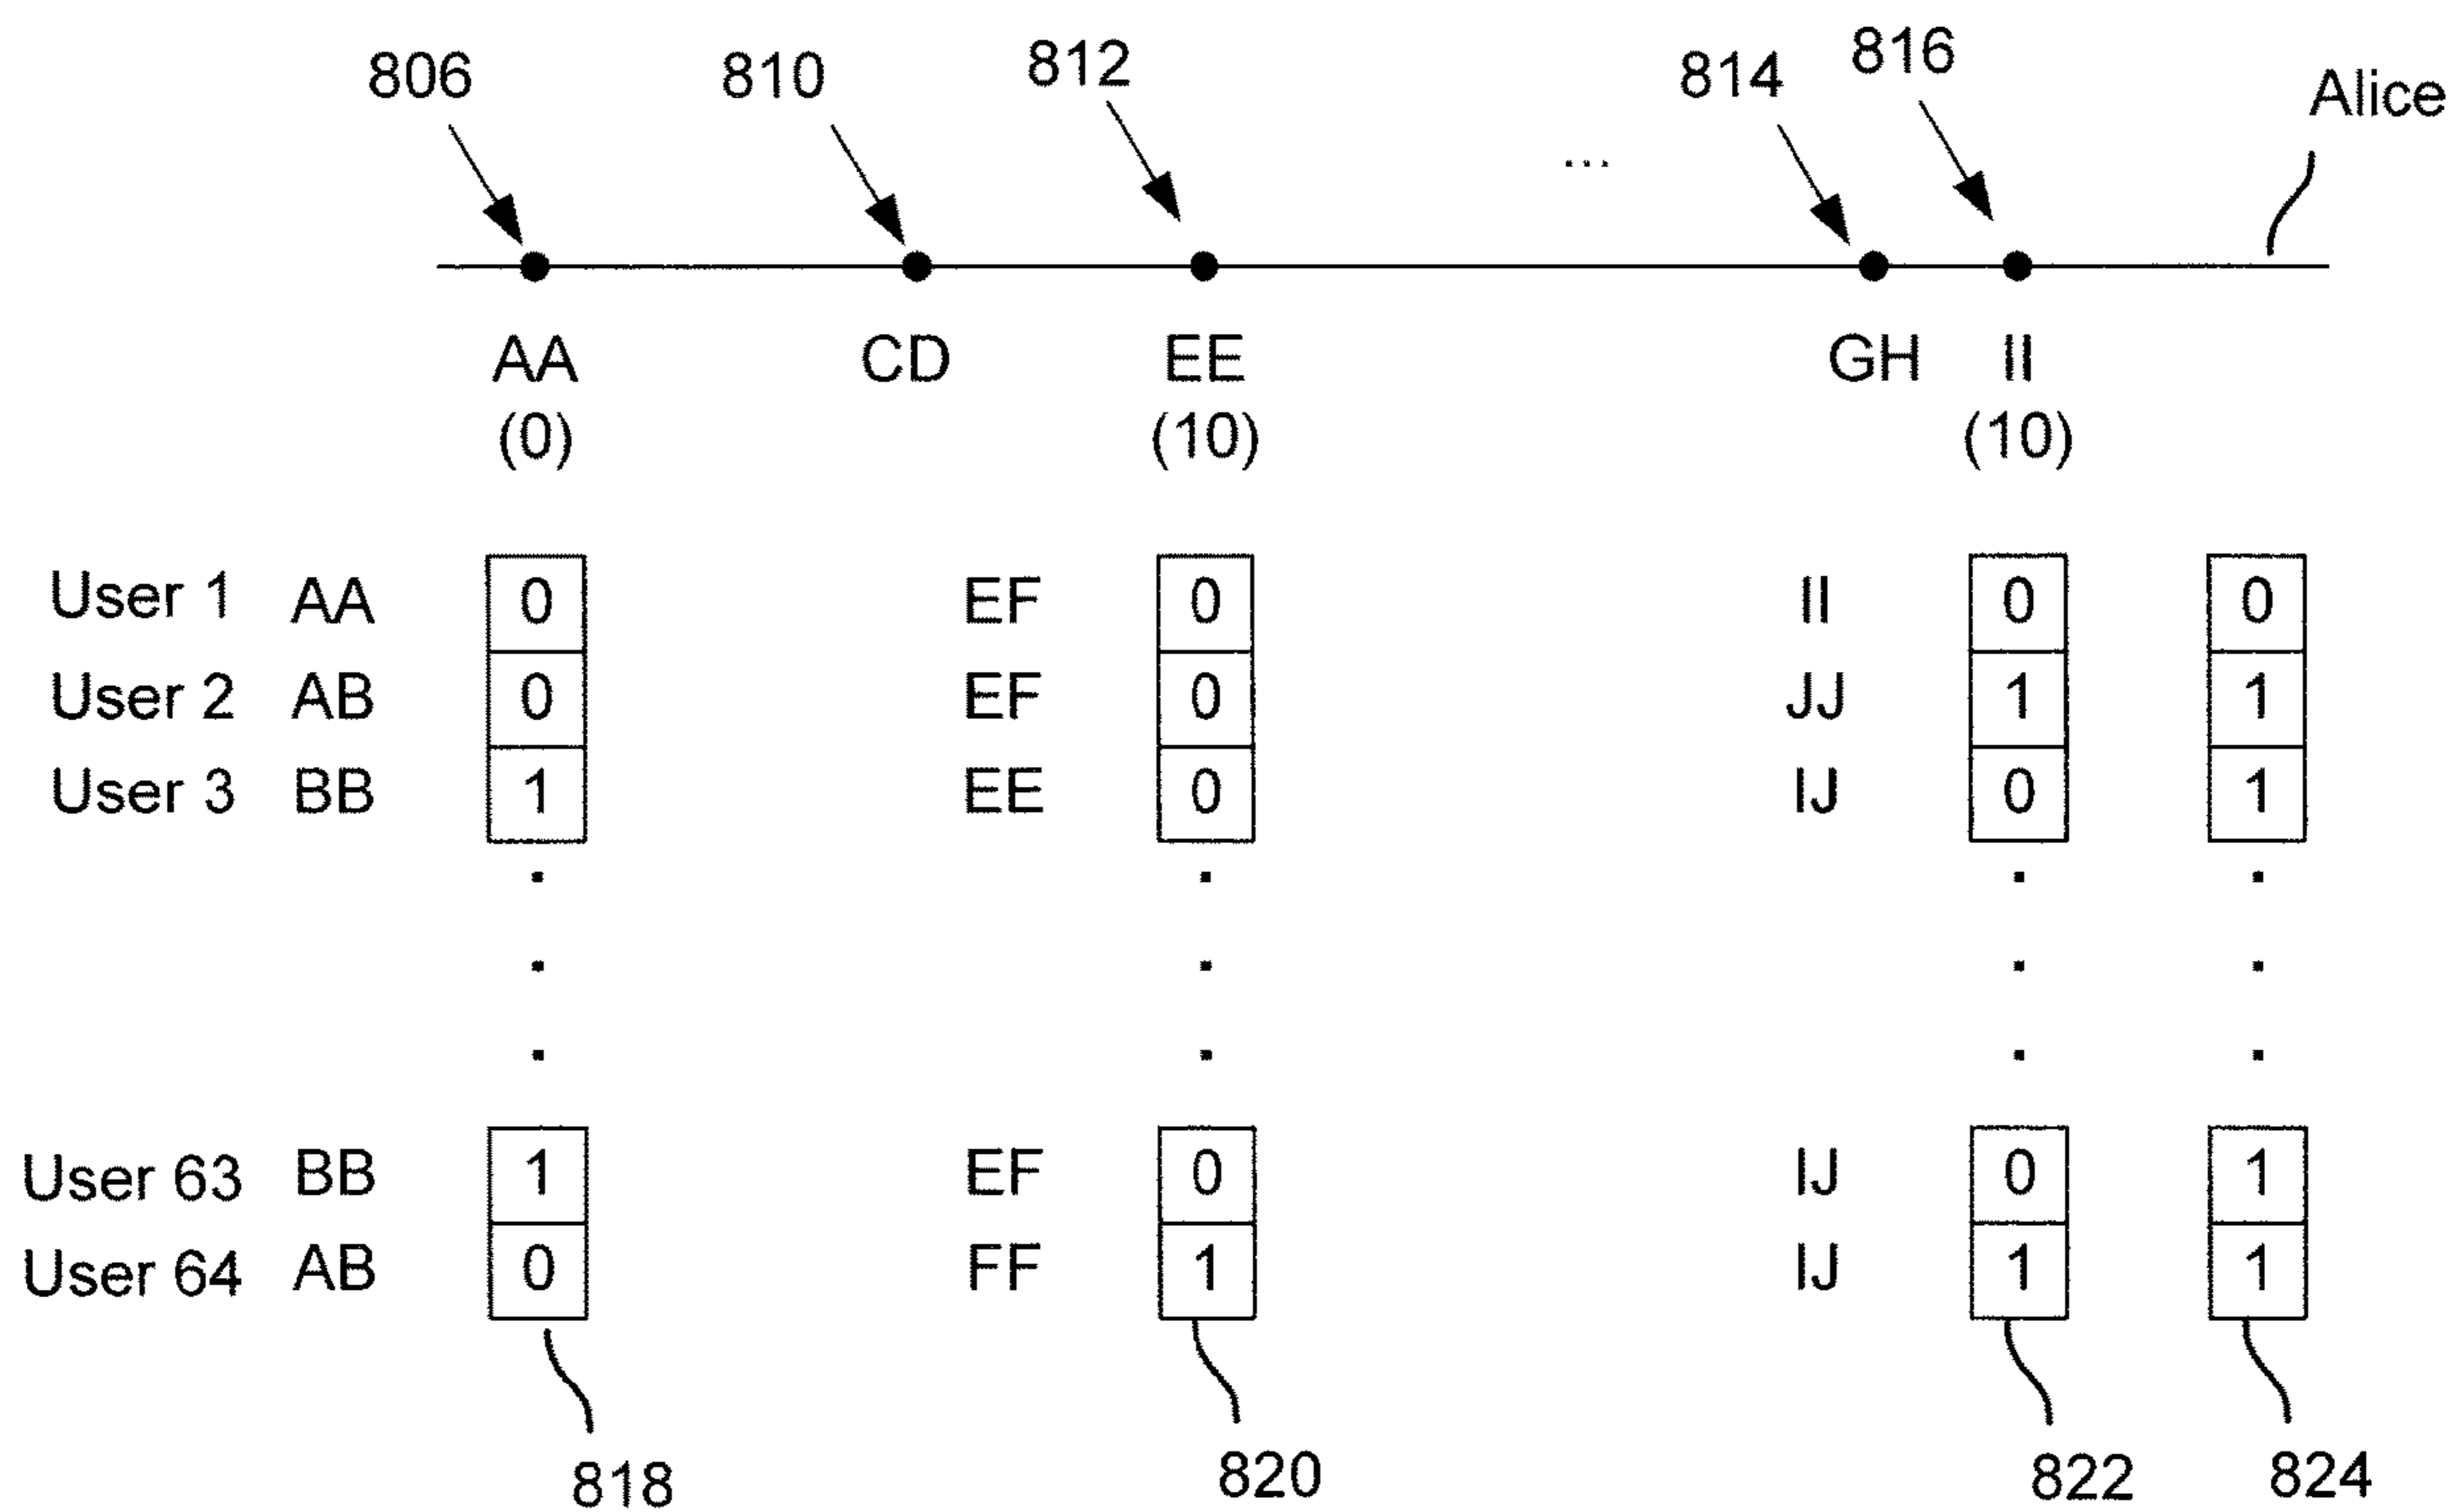 806 810 812 ... 814 816 Alice
AA CD EE GH II
(0) (10) (10)
User 1 AA 0 EF 0 II 0 0
User 2 AB 0 EF 0 JJ 1 1
User 3 BB 1 EE 0 IJ 0 1
User 63 BB 1 EF 0 IJ 0 1
User 64 AB 0 FF 1 IJ 1 1
818 820 822 824